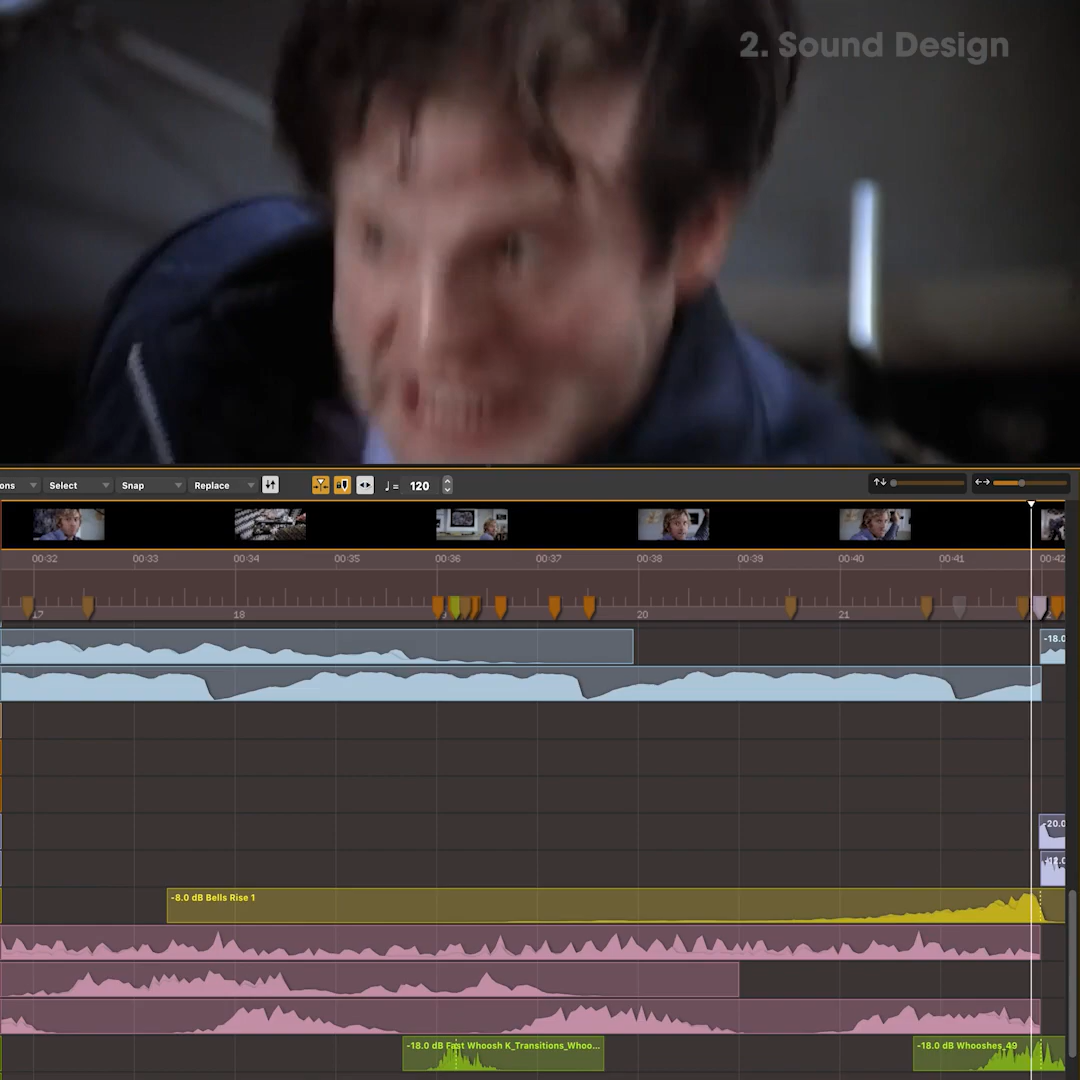 2. Sound Design
ons Select Snap Replace ♩ = 120
00:32 00:33 00:34 00:35 00:36 00:37 00:38 00:39 00:40 00:41 00:42
17 18 20 21
-18.0
-20.0
-12.0
-8.0 dB Bells Rise 1
-18.0 dB Fast Whoosh K_Transitions_Whoo... -18.0 dB Whooshes_49